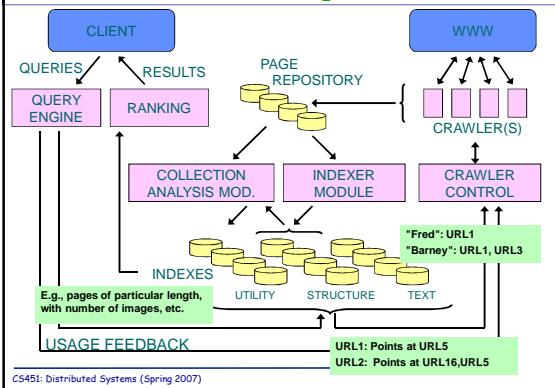 CLIENT
WWW
QUERIES
RESULTS
PAGE
REPOSITORY
QUERY
ENGINE
RANKING
CRAWLER(S)
COLLECTION
ANALYSIS MOD.
INDEXER
MODULE
CRAWLER
CONTROL
"Fred": URL1
"Barney": URL1, URL3
INDEXES
UTILITY
STRUCTURE
TEXT
E.g., pages of particular length,
with number of images, etc.
USAGE FEEDBACK
URL1: Points at URL5
URL2: Points at URL16,URL5
CS451: Distributed Systems (Spring 2007)